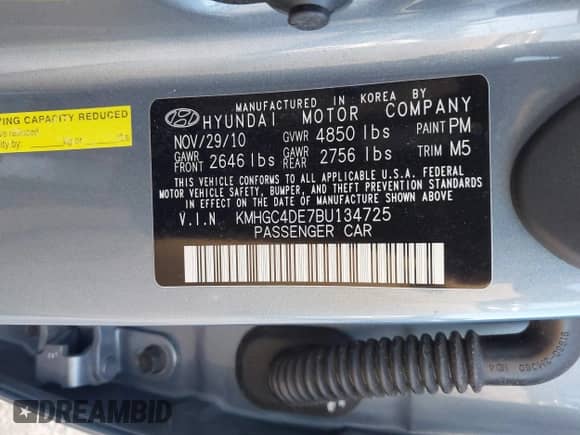 PING CAPACITY REDUCED
kg or
MANUFACTURED IN KOREA BY
HYUNDAI MOTOR COMPANY
NOV/29/10 GVWR 4850 lbs PAINT PM
GAWR FRONT 2646 lbs GAWR REAR 2756 lbs TRIM M5
THIS VEHICLE CONFORMS TO ALL APPLICABLE U.S.A. FEDERAL
MOTOR VEHICLE SAFETY, BUMPER, AND THEFT PREVENTION STANDARDS
IN EFFECT ON THE DATE OF MANUFACTURE SHOWN ABOVE
V.I.N. KMHGC4DE7BU134725
PASSENGER CAR
DREAMBID